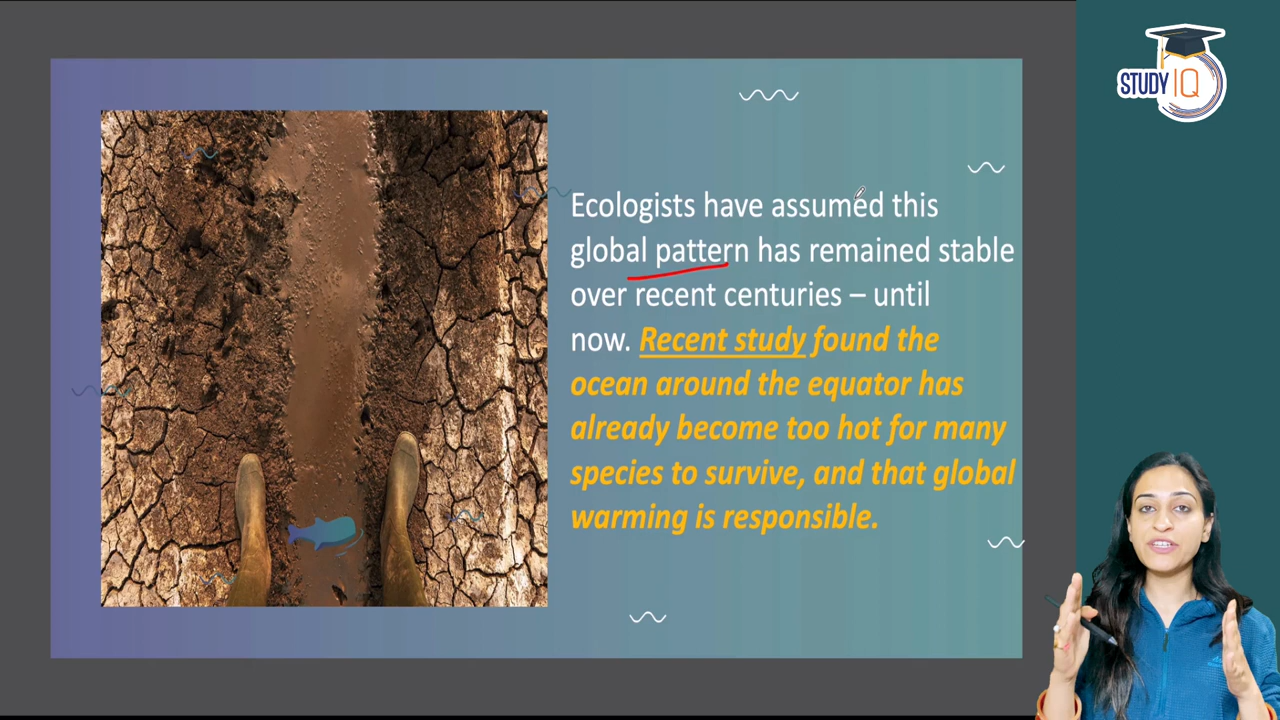 STUDY IQ
Ecologists have assumed this
global pattern has remained stable
over recent centuries – until
now. Recent study found the
ocean around the equator has
already become too hot for many
species to survive, and that global
warming is responsible.